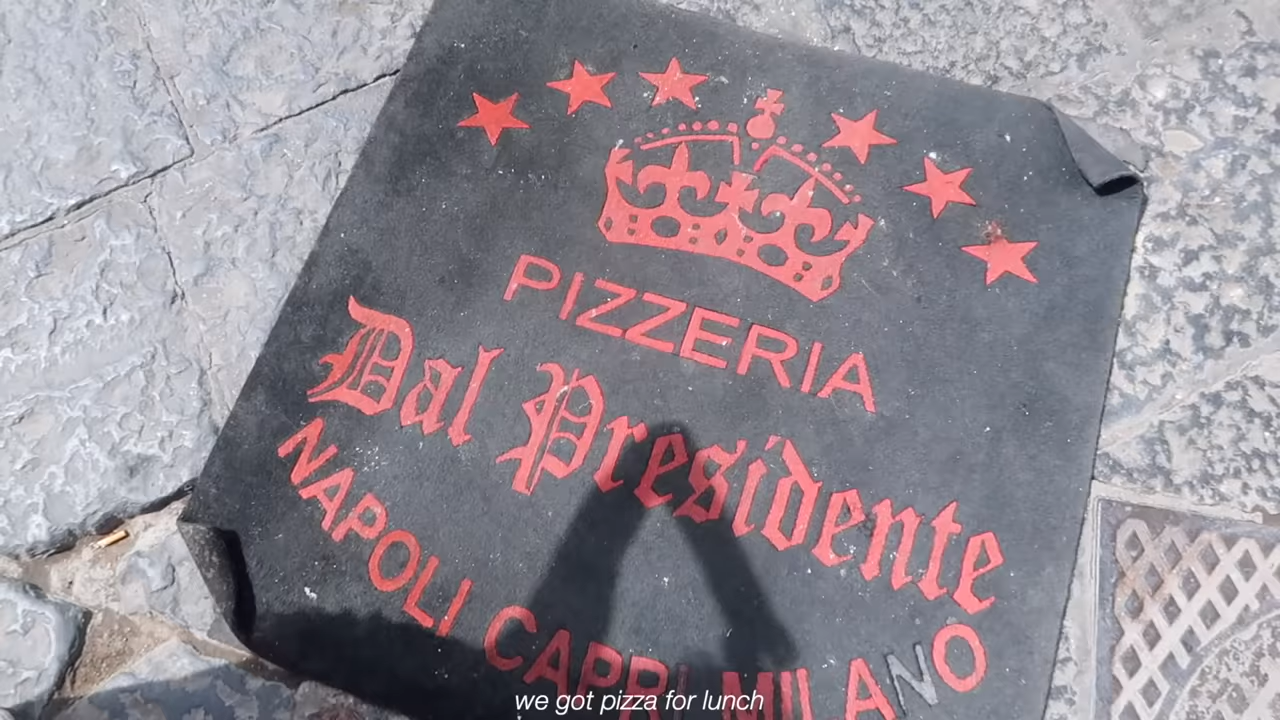 PIZZERIA
Dal Presidente
NAPOLI CAPRI MILANO
we got pizza for lunch